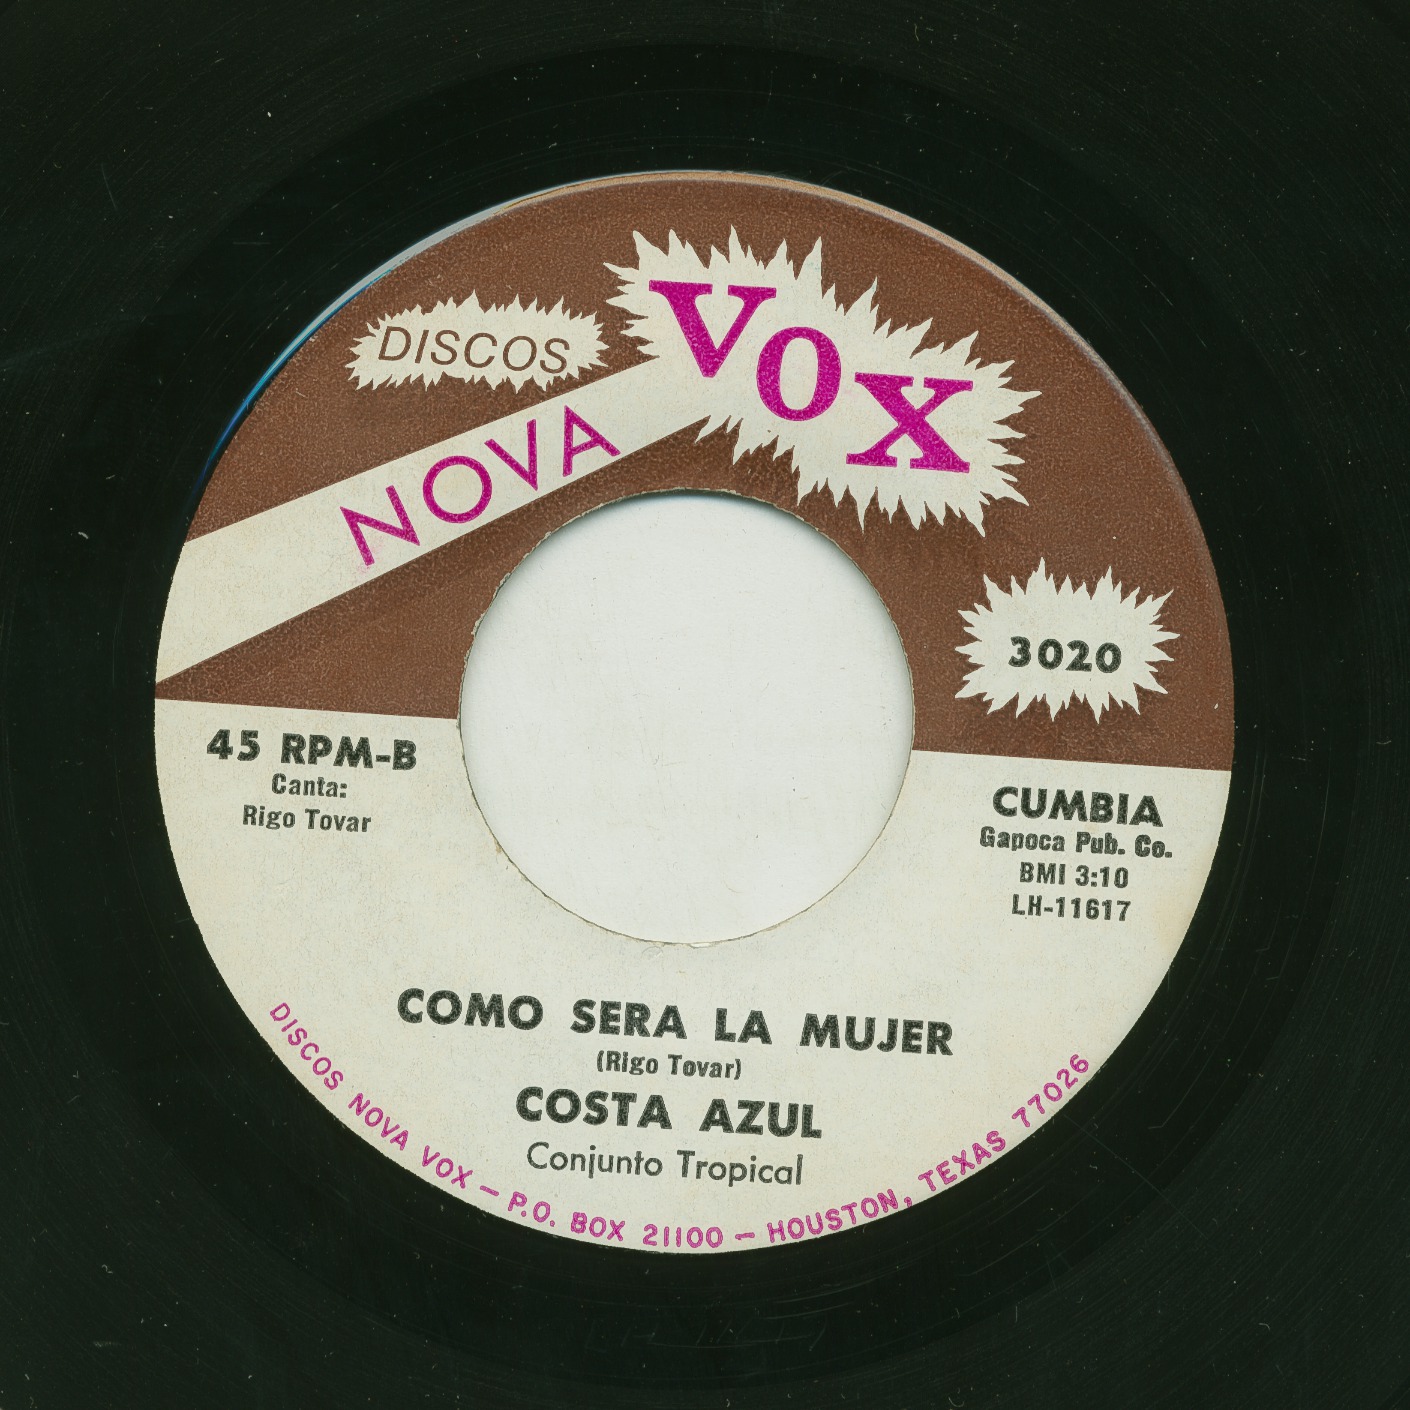 DISCOS
NOVA
VOX
3020
45 RPM-B
Canta:
Rigo Tovar
CUMBIA
Gapoca Pub. Co.
BMI 3:10
LH-11617
COMO SERA LA MUJER
(Rigo Tovar)
COSTA AZUL
Conjunto Tropical
DISCOS NOVA VOX — P.O. BOX 21100 — HOUSTON, TEXAS 77026